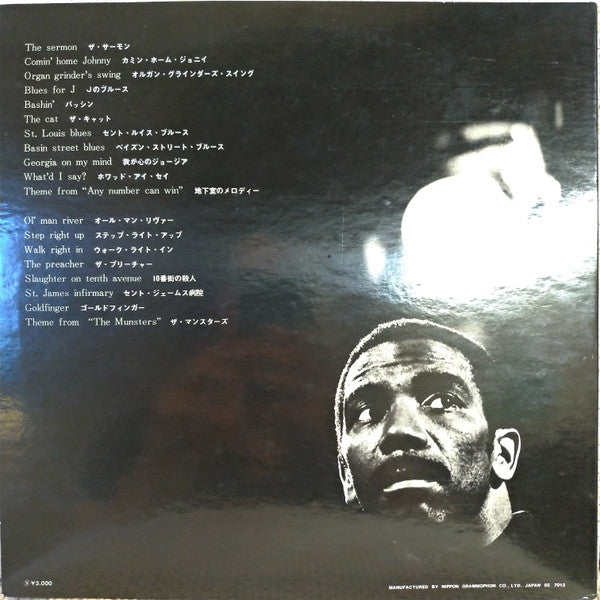 The sermon ザ・サーモン
Comin' home Johnny カミン・ホーム・ジョニイ
Organ grinder's swing オルガン・グラインダーズ・スイング
Blues for J Jのブルース
Bashin' バッシン
The cat ザ・キャット
St. Louis blues セント・ルイス・ブルース
Basin street blues ベイズン・ストリート・ブルース
Georgia on my mind 我が心のジョージア
What'd I say? ホワッド・アイ・セイ
Theme from “Any number can win” 地下室のメロディー
Ol' man river オール・マン・リヴァー
Step right up ステップ・ライト・アップ
Walk right in ウォーク・ライト・イン
The preacher ザ・プリーチャー
Slaughter on tenth avenue 10番街の殺人
St. James infirmary セント・ジェームス病院
Goldfinger ゴールドフィンガー
Theme from “The Munsters” ザ・マンスターズ
Ⓢ ¥3,000
MANUFACTURED BY NIPPON GRAMMOPHON CO., LTD. JAPAN SE 7012